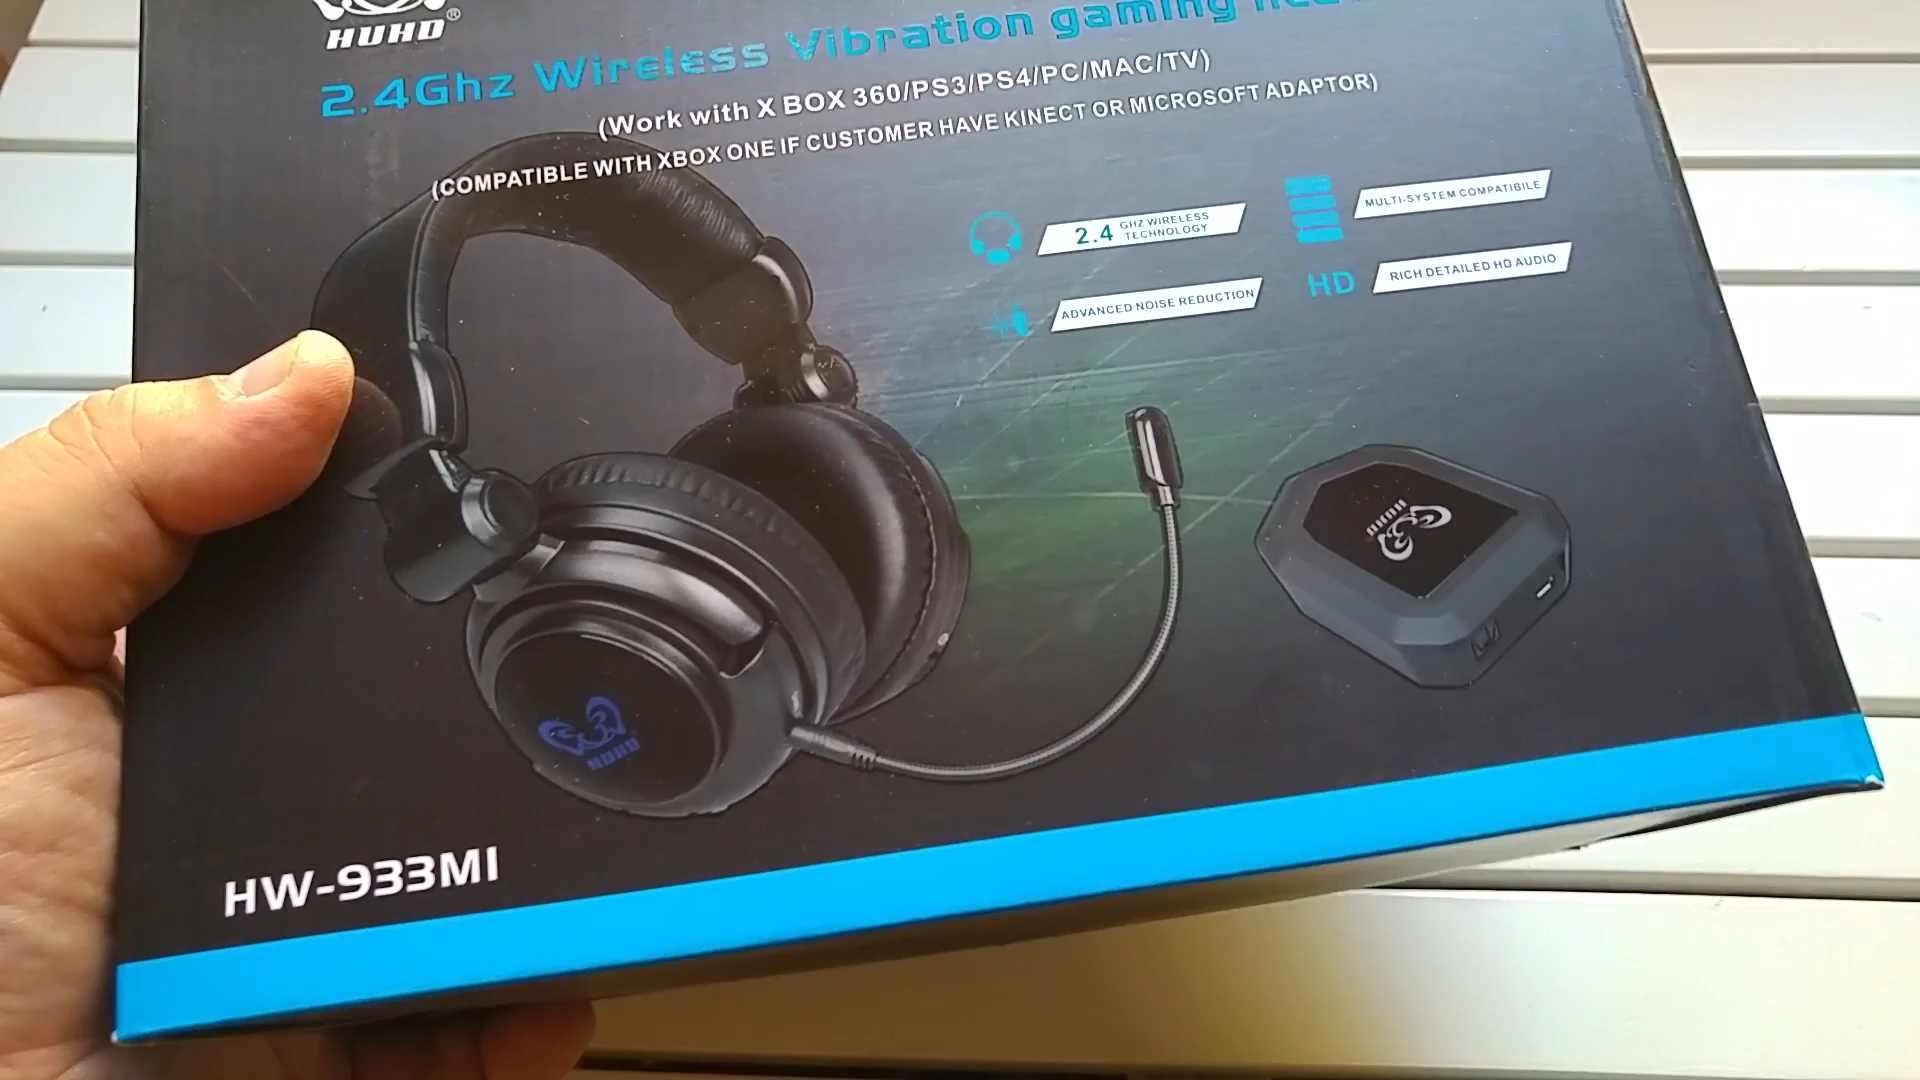 HUHD®
2.4Ghz Wireless Vibration gaming
(Work with X BOX 360/PS3/PS4/PC/MAC/TV)
(COMPATIBLE WITH XBOX ONE IF CUSTOMER HAVE KINECT OR MICROSOFT ADAPTOR)
2.4 GHZ WIRELESS
TECHNOLOGY
MULTI-SYSTEM COMPATIBILE
ADVANCED NOISE REDUCTION
HD
RICH DETAILED HD AUDIO
HUHD
HUHD
HW-933MI